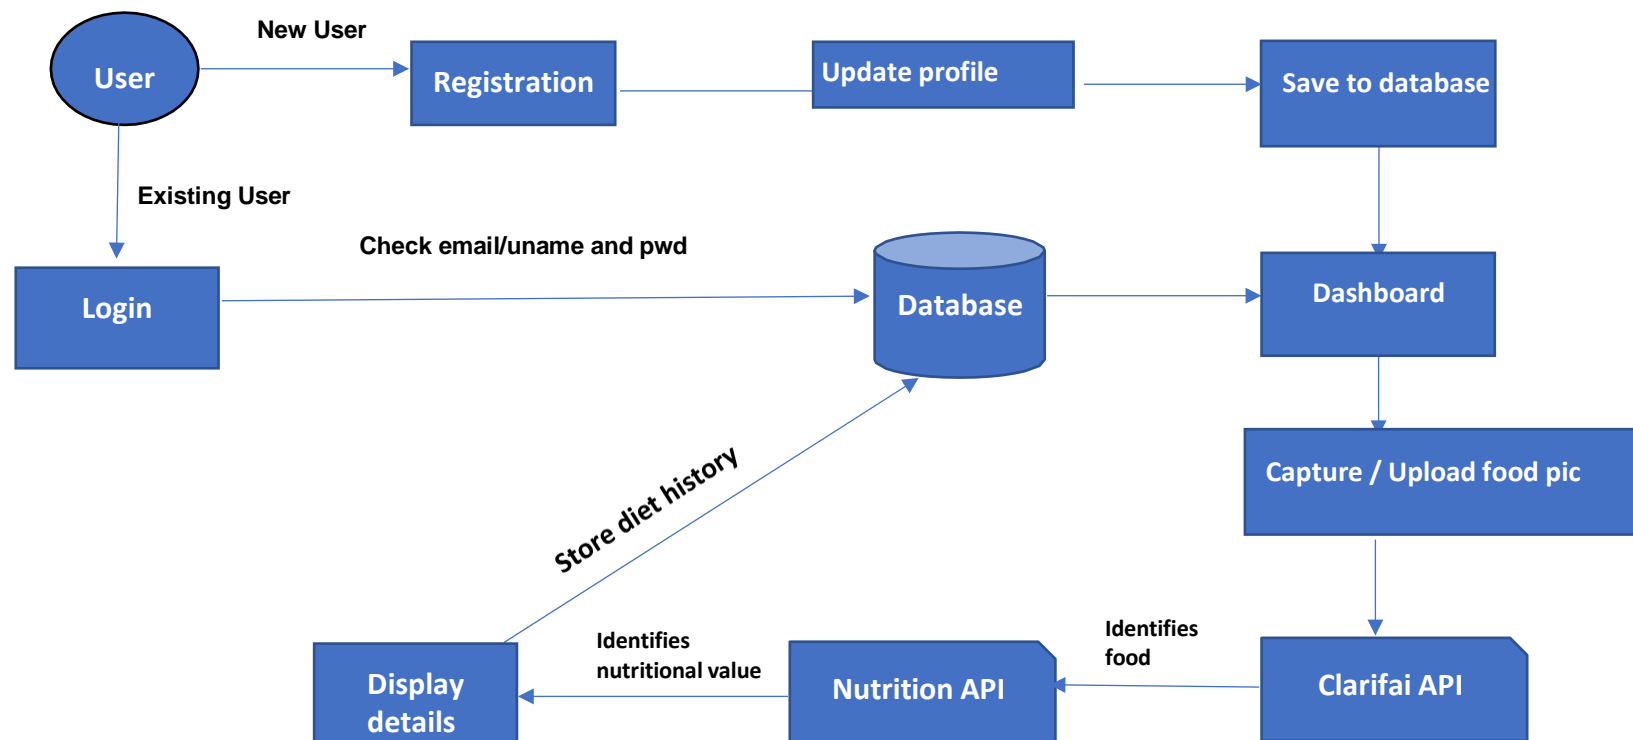 New User
User
Registration
Update profile
Save to database
Existing User
Check email/uname and pwd
Login
Database
Dashboard
Capture / Upload food pic
Store diet history
Identifies
food
Identifies
nutritional value
Display
details
Nutrition API
Clarifai API